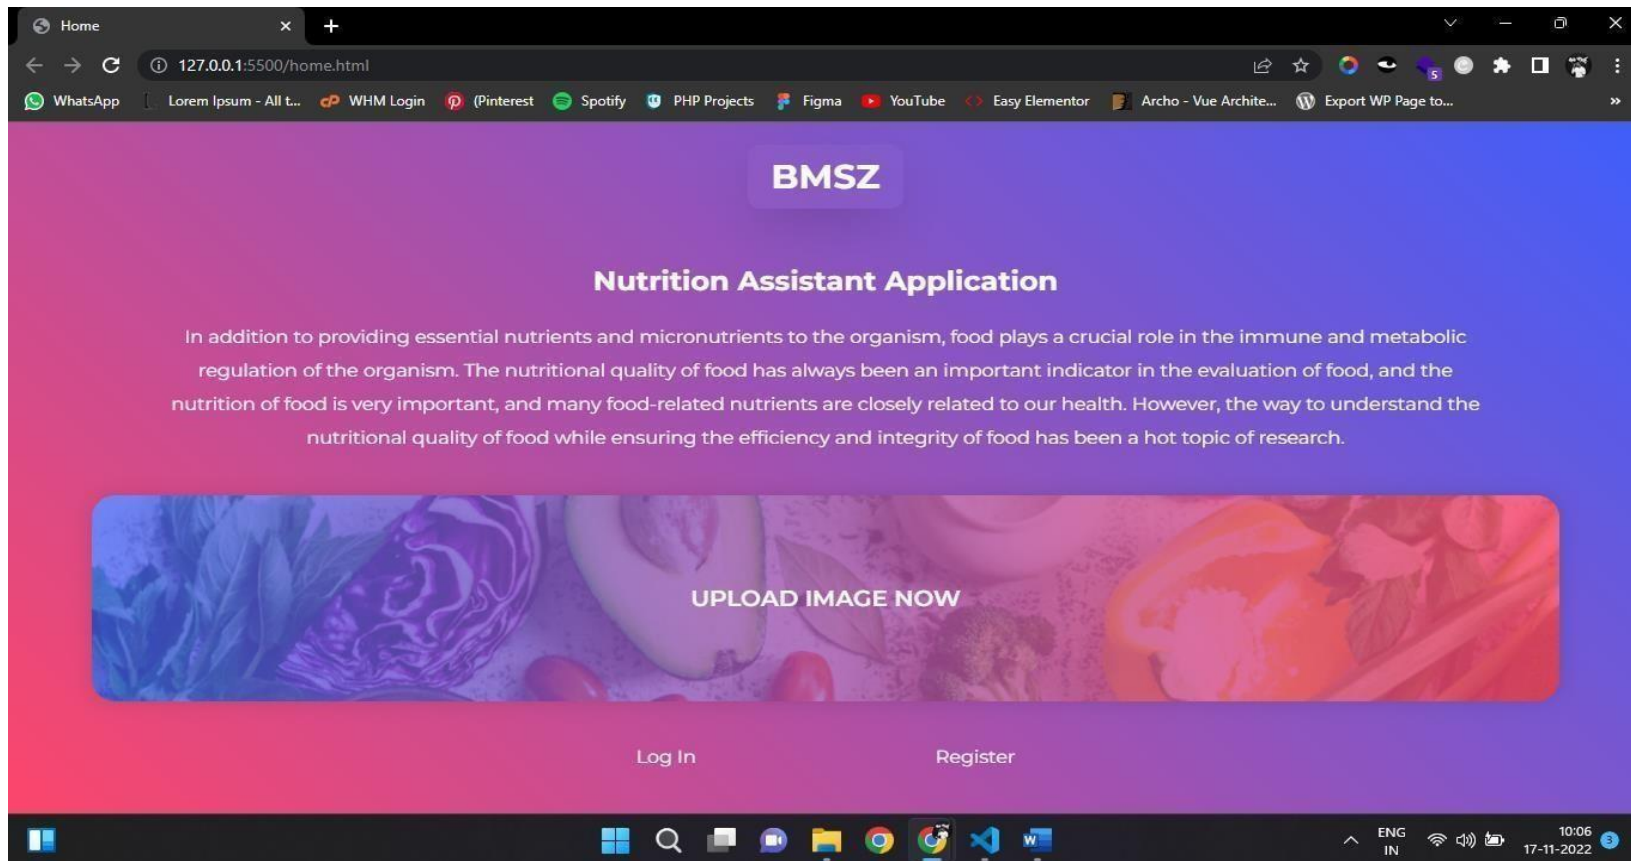 Home
127.0.0.1:5500/home.html
5
WhatsApp Lorem Ipsum - All t... cP WHM Login (Pinterest Spotify PHP Projects Figma YouTube Easy Elementor Archo - Vue Archite... Export WP Page to... »
BMSZ
Nutrition Assistant Application
In addition to providing essential nutrients and micronutrients to the organism, food plays a crucial role in the immune and metabolic
regulation of the organism. The nutritional quality of food has always been an important indicator in the evaluation of food, and the
nutrition of food is very important, and many food-related nutrients are closely related to our health. However, the way to understand the
nutritional quality of food while ensuring the efficiency and integrity of food has been a hot topic of research.
UPLOAD IMAGE NOW
Log In Register
W
ENG
IN
10:06
17-11-2022
3